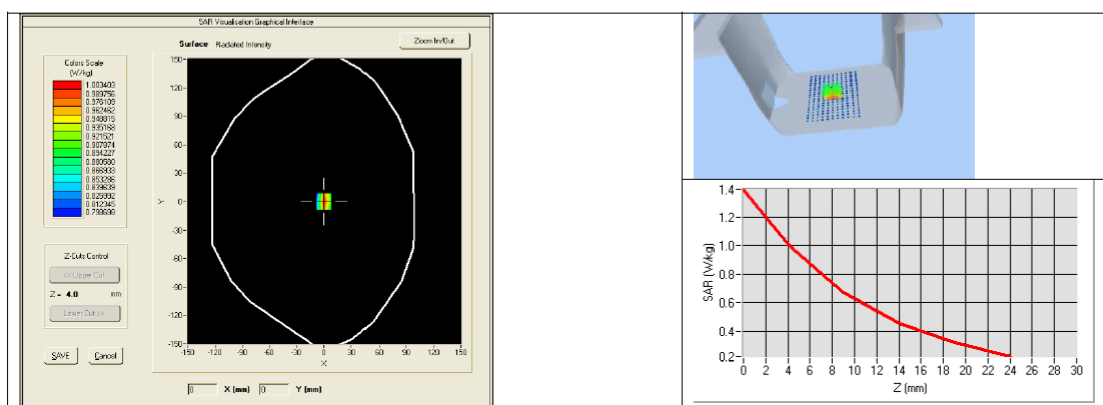 SAR Visualisation Graphical Interface
Surface Radiated Intensity
Zoom In/Out
Colors Scale
(W/kg)
1.003403
0.989756
0.976109
0.962462
0.948815
0.935168
0.921521
0.907874
0.894227
0.880580
0.866933
0.853286
0.839639
0.825992
0.812345
0.798698
Z-Cuts Control
<< Upper Cut
Z = 4.0 mm
Lower Cut >>
SAVE Cancel
150
120
90
60
30
0
-30
-60
-90
-120
-150
Y
-150 -120 -90 -60 -30 0 30 60 90 120 150
X
0 X (mm) 0 Y (mm)
1.4
1.2
1.0
0.8
0.6
0.4
0.2
SAR (W/kg)
0 2 4 6 8 10 12 14 16 18 20 22 24 26 28 30
Z (mm)